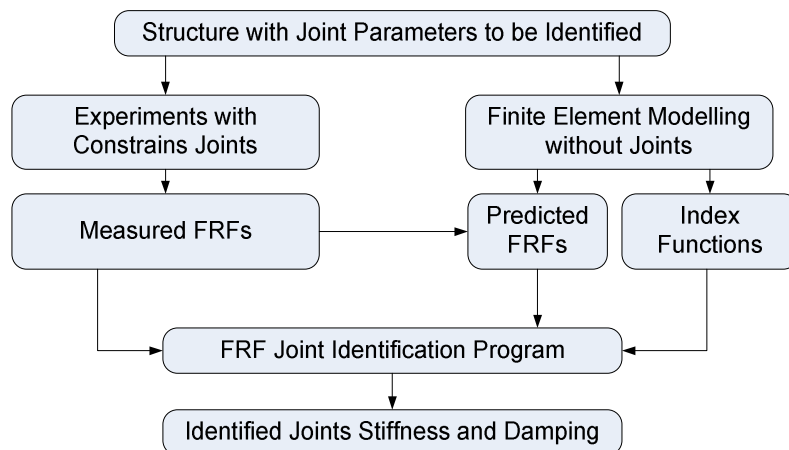 Structure with Joint Parameters to be Identified
Experiments with
Constrains Joints
Finite Element Modelling
without Joints
Measured FRFs
Predicted
FRFs
Index
Functions
FRF Joint Identification Program
Identified Joints Stiffness and Damping